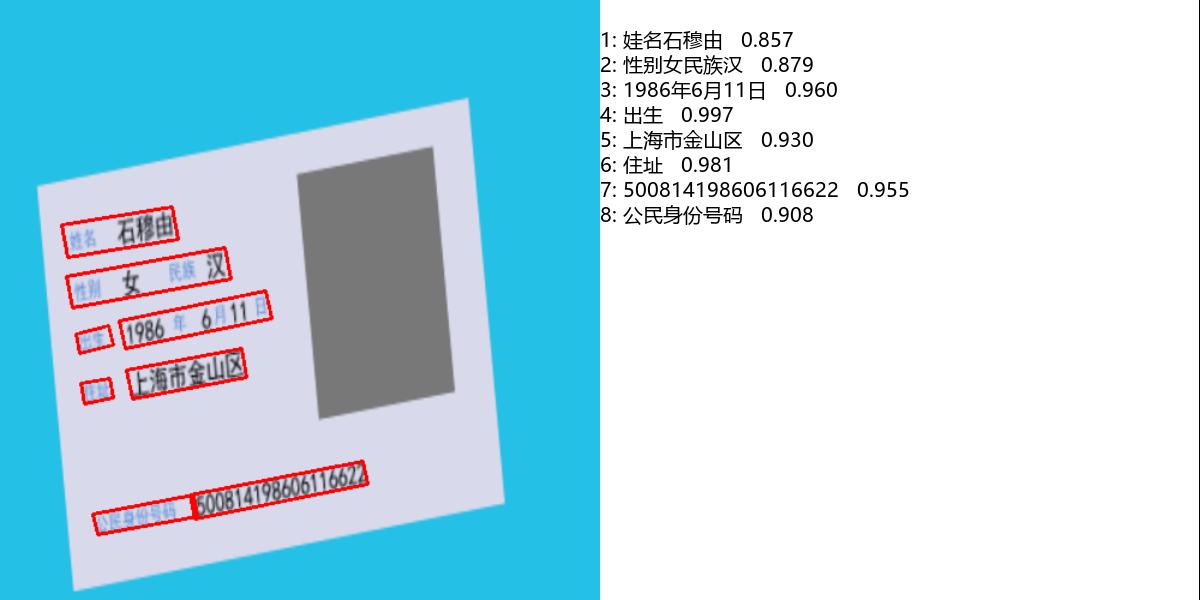 姓名 石穆由
性别 女 民族 汉
出生 1986 年 6 月 11 日
住址 上海市金山区
公民身份号码 500814198606116622
1: 娃名石穆由 0.857
2: 性别女民族汉 0.879
3: 1986年6月11日 0.960
4: 出生 0.997
5: 上海市金山区 0.930
6: 住址 0.981
7: 500814198606116622 0.955
8: 公民身份号码 0.908